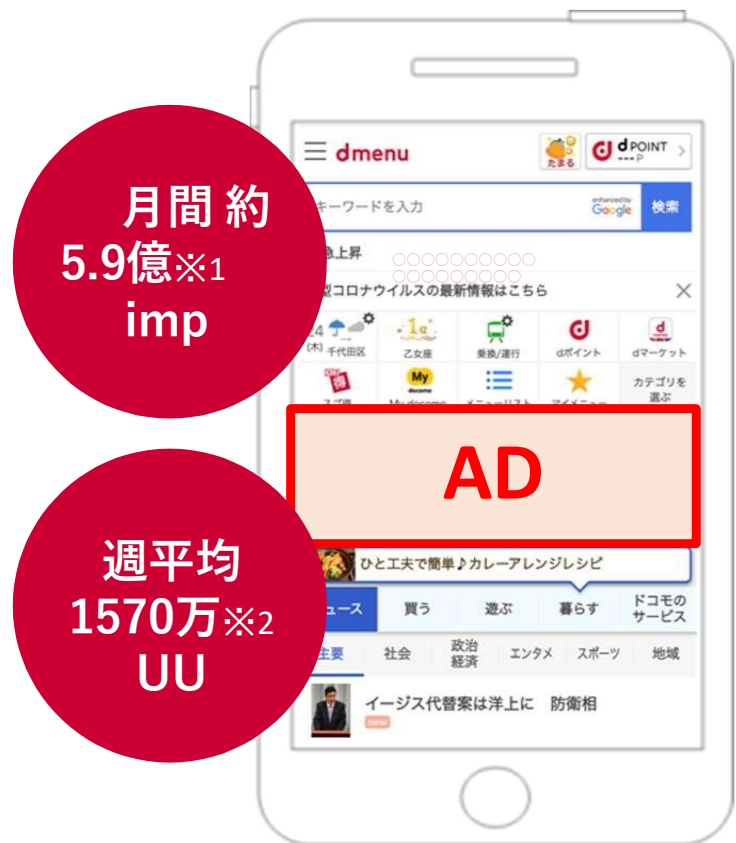 月間 約
5.9億※1
imp
週平均
1570万※2
UU
dmenu
たまる
d POINT
---P
キーワードを入力
enhanced by
Google
検索
急上昇
○○○○○○○○○○
○○○○○○○○○
型コロナウイルスの最新情報はこちら
24
(木) 千代田区
乙女座
乗換/運行
dポイント
dマーケット
My
docomo
得
スゴ得
My docomo
メニューリスト
マイメニュー
カテゴリを
選ぶ
AD
ひと工夫で簡単♪カレーアレンジレシピ
ュース
買う
遊ぶ
暮らす
ドコモの
サービス
主要
社会
政治
経済
エンタメ
スポーツ
地域
イージス代替案は洋上に 防衛相
new